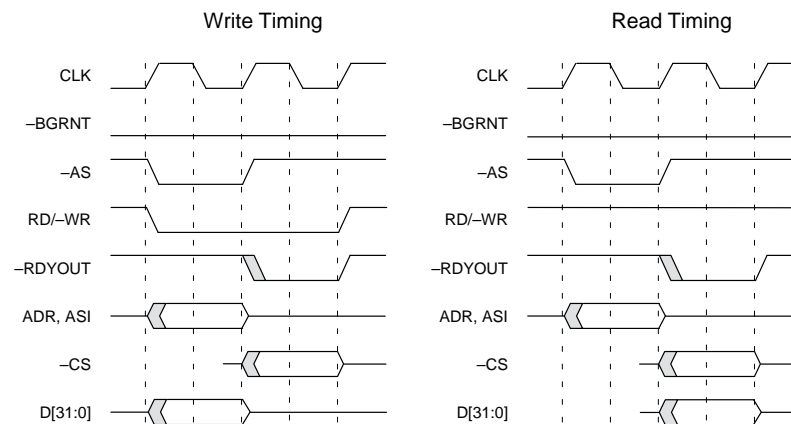 Write Timing
CLK
–BGRNT
–AS
RD/–WR
–RDYOUT
ADR, ASI
–CS
D[31:0]
Read Timing
CLK
–BGRNT
–AS
RD/–WR
–RDYOUT
ADR, ASI
–CS
D[31:0]